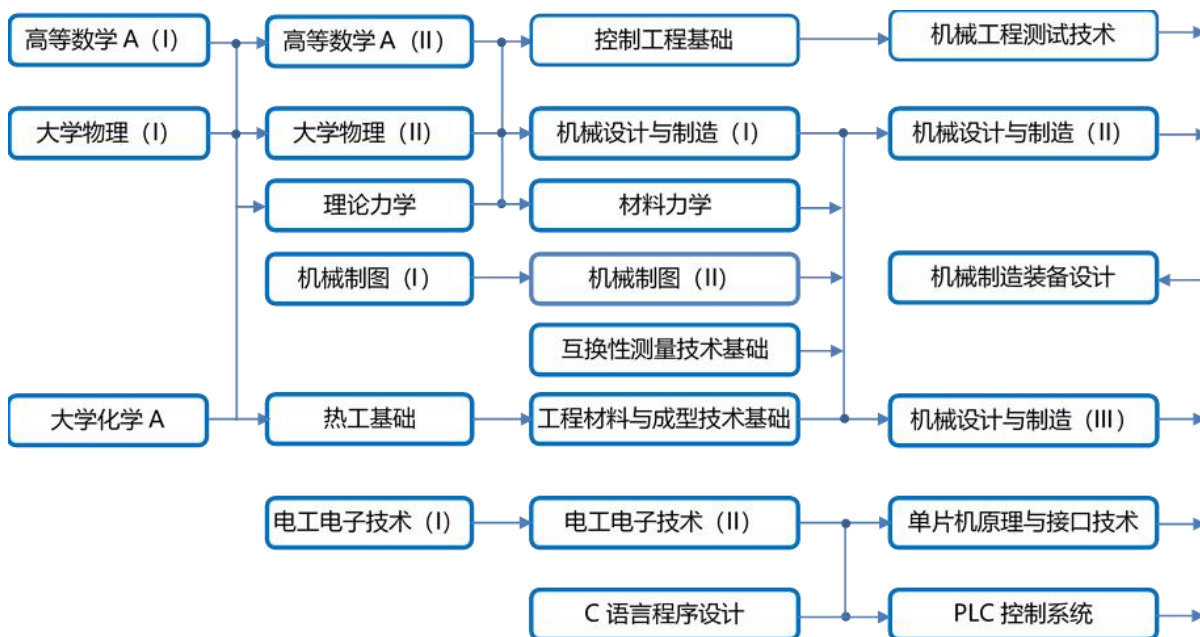 高等数学 A（I）
高等数学 A（II）
控制工程基础
机械工程测试技术
大学物理（I）
大学物理（II）
机械设计与制造（I）
机械设计与制造（II）
理论力学
材料力学
机械制图（I）
机械制图（II）
机械制造装备设计
互换性测量技术基础
大学化学 A
热工基础
工程材料与成型技术基础
机械设计与制造（III）
电工电子技术（I）
电工电子技术（II）
单片机原理与接口技术
C 语言程序设计
PLC 控制系统